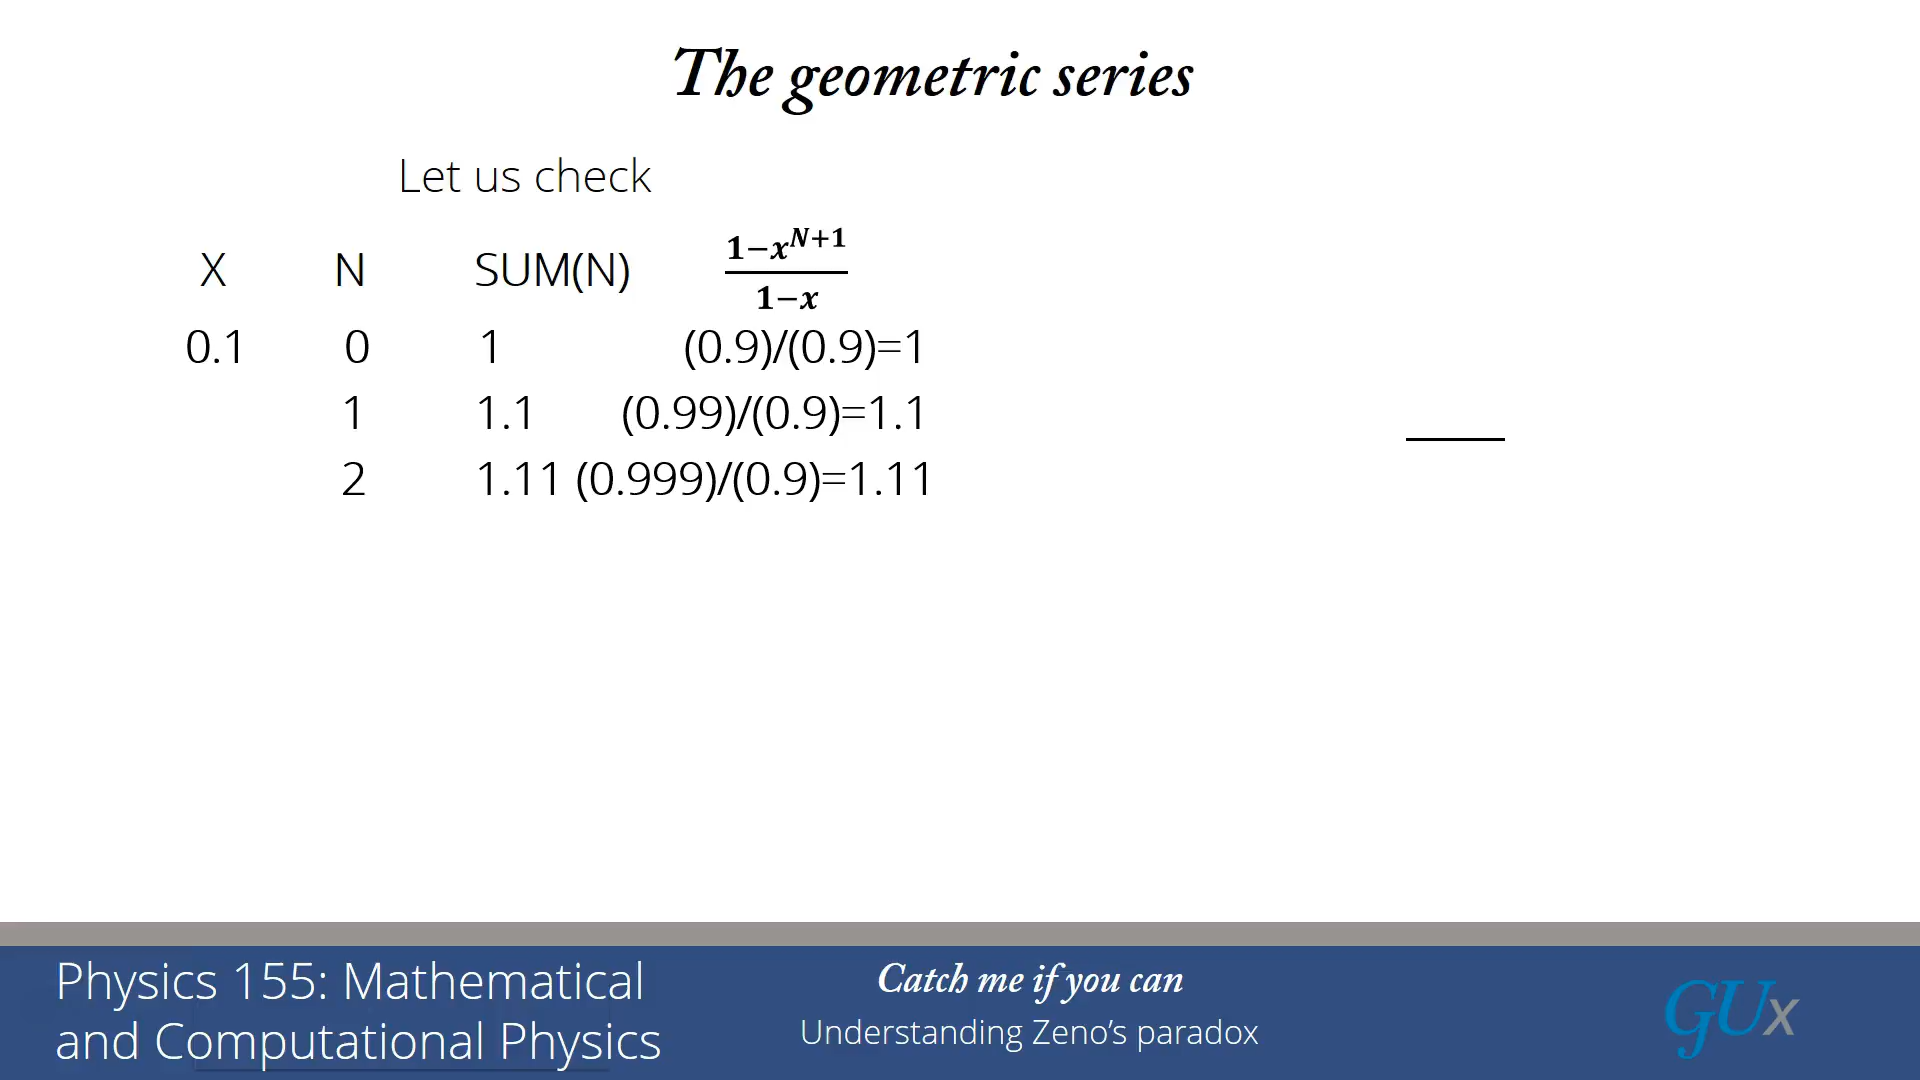 The geometric series
Let us check
X N SUM(N) \frac{1-x^{N+1}}{1-x}
0.1 0 1 (0.9)/(0.9)=1
1 1.1 (0.99)/(0.9)=1.1
2 1.11 (0.999)/(0.9)=1.11
Physics 155: Mathematical
and Computational Physics
Catch me if you can
Understanding Zeno’s paradox
GUx